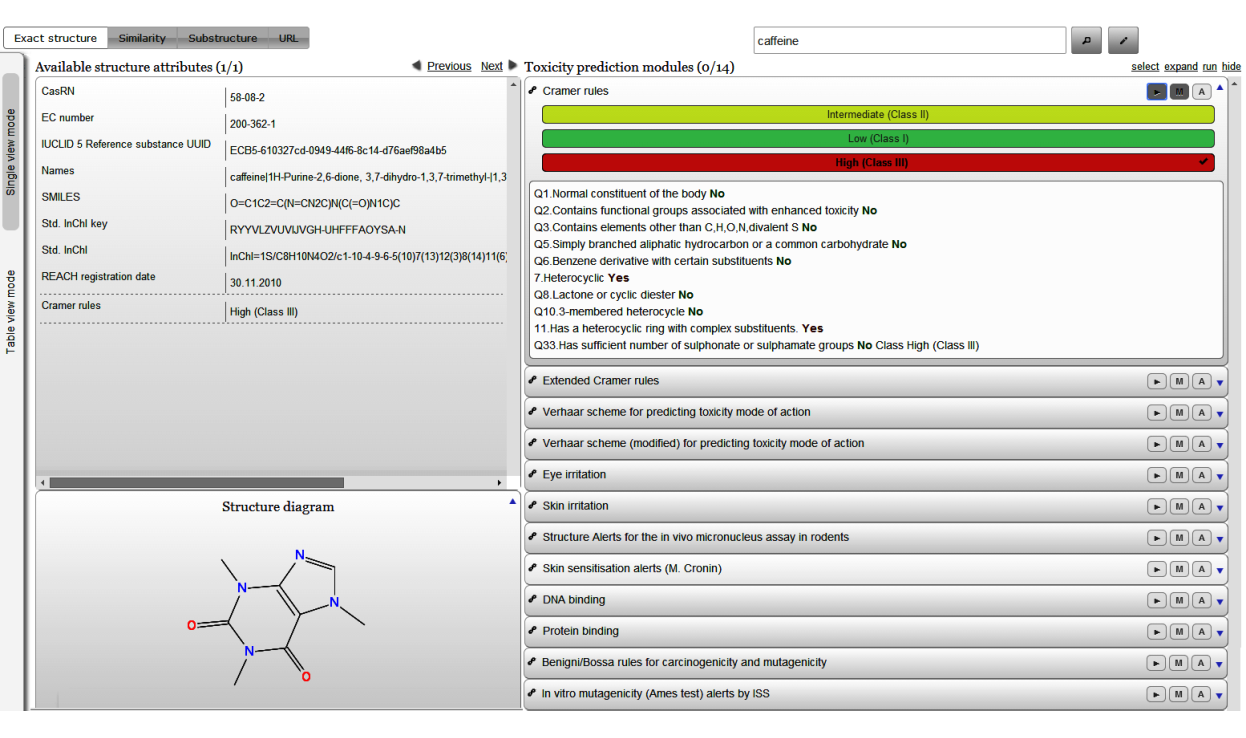 Exact structure Similarity Substructure URL
caffeine
Single view mode
Table view mode
Available structure attributes (1/1) Previous Next
CasRN 58-08-2
EC number 200-362-1
IUCLID 5 Reference substance UUID ECB5-610327cd-0949-44f6-8c14-d76aef98a4b5
Names caffeine|1H-Purine-2,6-dione, 3,7-dihydro-1,3,7-trimethyl-|1,3
SMILES O=C1C2=C(N=CN2C)N(C(=O)N1C)C
Std. InChI key RYYVLZVUVIJVGH-UHFFFAOYSA-N
Std. InChI InChI=1S/C8H10N4O2/c1-10-4-9-6-5(10)7(13)12(3)8(14)11(6)
REACH registration date 30.11.2010
Cramer rules High (Class III)
Structure diagram
N
N
N
O
N
O
Toxicity prediction modules (0/14) select expand run hide
Cramer rules M A
Intermediate (Class II)
Low (Class I)
High (Class III)
Q1.Normal constituent of the body No
Q2.Contains functional groups associated with enhanced toxicity No
Q3.Contains elements other than C,H,O,N,divalent S No
Q5.Simply branched aliphatic hydrocarbon or a common carbohydrate No
Q6.Benzene derivative with certain substituents No
7.Heterocyclic Yes
Q8.Lactone or cyclic diester No
Q10.3-membered heterocycle No
11.Has a heterocyclic ring with complex substituents. Yes
Q33.Has sufficient number of sulphonate or sulphamate groups No Class High (Class III)
Extended Cramer rules M A
Verhaar scheme for predicting toxicity mode of action M A
Verhaar scheme (modified) for predicting toxicity mode of action M A
Eye irritation M A
Skin irritation M A
Structure Alerts for the in vivo micronucleus assay in rodents M A
Skin sensitisation alerts (M. Cronin) M A
DNA binding M A
Protein binding M A
Benigni/Bossa rules for carcinogenicity and mutagenicity M A
In vitro mutagenicity (Ames test) alerts by ISS M A